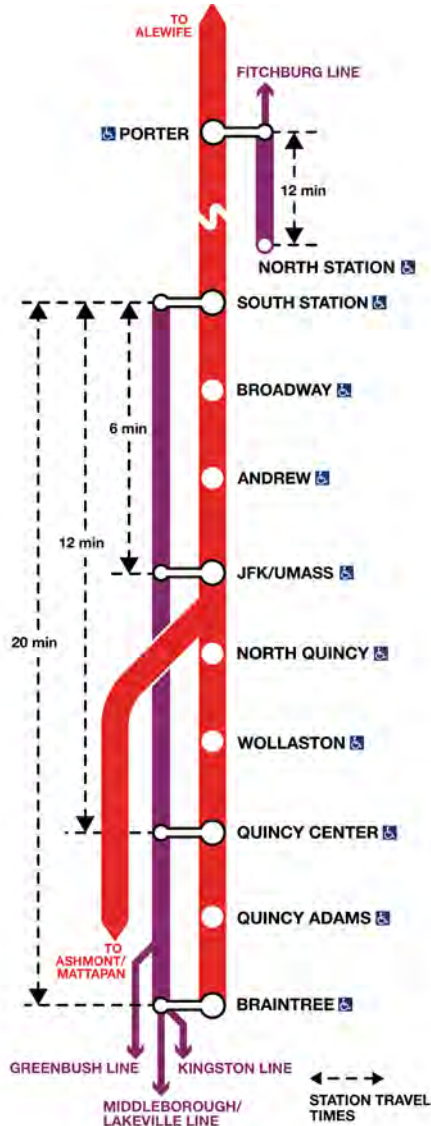 TO
ALEWIFE
FITCHBURG LINE
PORTER
12 min
NORTH STATION
SOUTH STATION
BROADWAY
6 min
ANDREW
12 min
JFK/UMASS
20 min
NORTH QUINCY
WOLLASTON
QUINCY CENTER
QUINCY ADAMS
TO
ASHMONT/
MATTAPAN
BRAINTREE
GREENBUSH LINE
KINGSTON LINE
MIDDLEBOROUGH/
LAKEVILLE LINE
STATION TRAVEL
TIMES